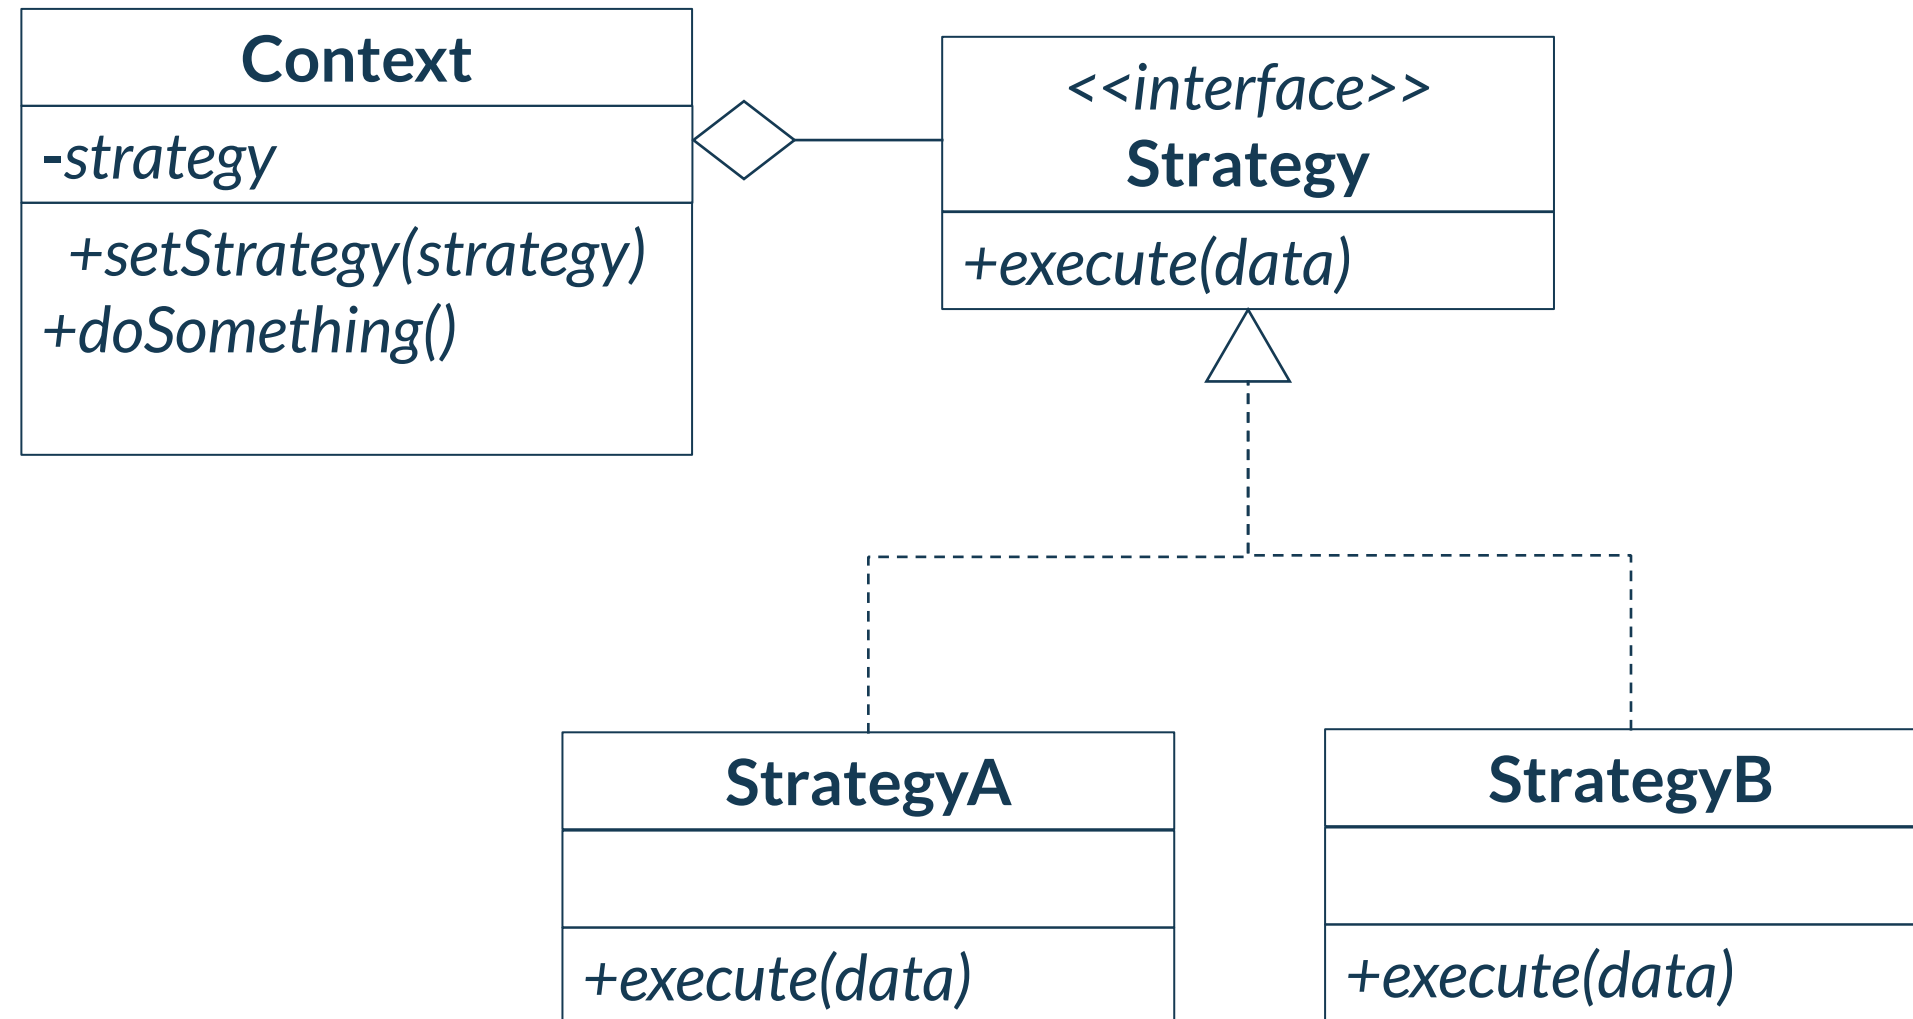 Context
-strategy
+setStrategy(strategy)
+doSomething()
<<interface>>
Strategy
+execute(data)
StrategyA
+execute(data)
StrategyB
+execute(data)